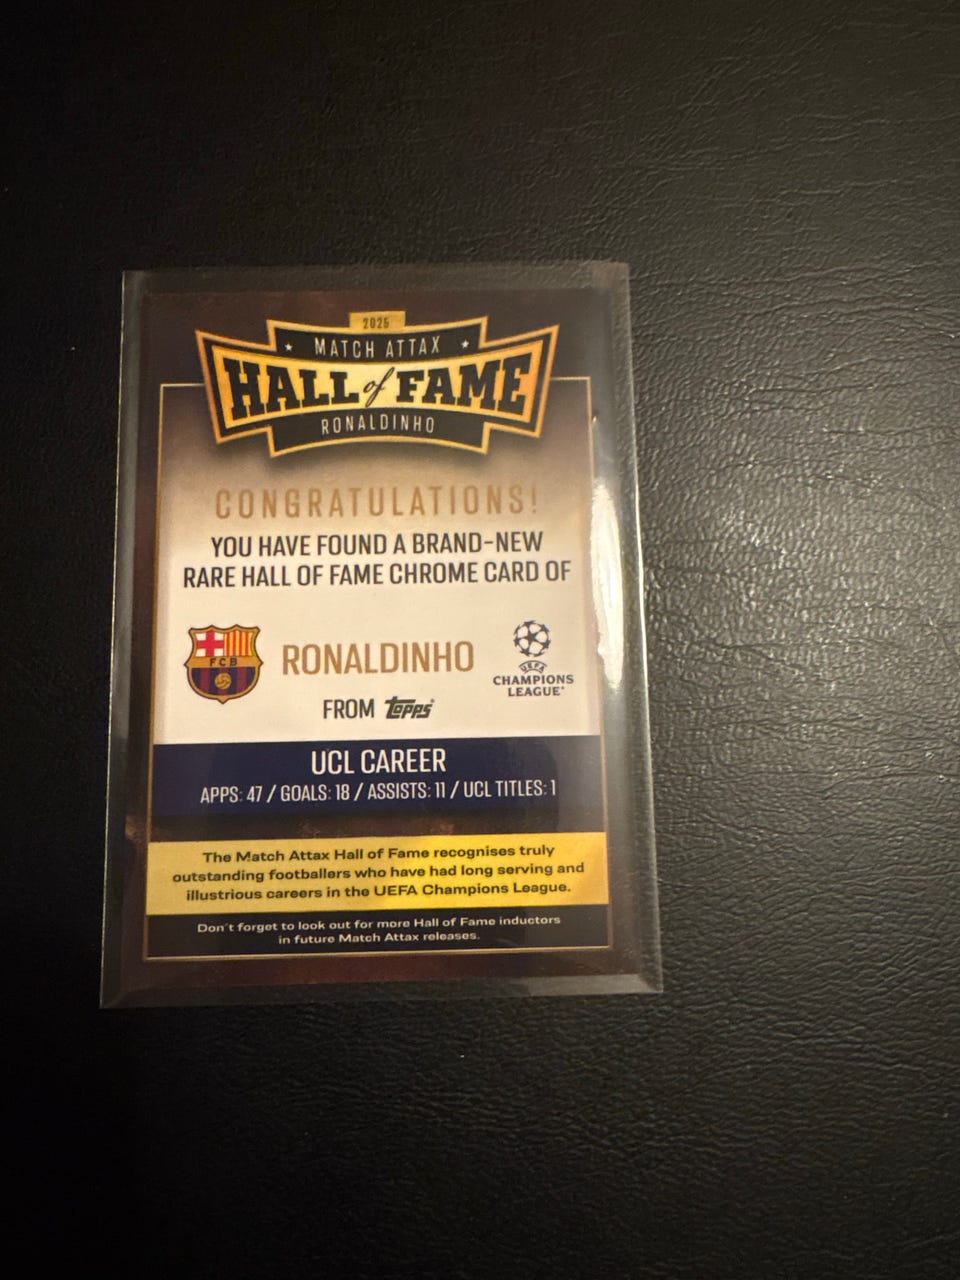 2025
MATCH ATTAX
HALL of FAME
RONALDINHO
CONGRATULATIONS!
YOU HAVE FOUND A BRAND-NEW
RARE HALL OF FAME CHROME CARD OF
FCB
RONALDINHO
UEFA
CHAMPIONS
LEAGUE
FROM Topps
UCL CAREER
APPS: 47 / GOALS: 18 / ASSISTS: 11 / UCL TITLES: 1
The Match Attax Hall of Fame recognises truly
outstanding footballers who have had long serving and
illustrious careers in the UEFA Champions League.
Don't forget to look out for more Hall of Fame inductors
in future Match Attax releases.